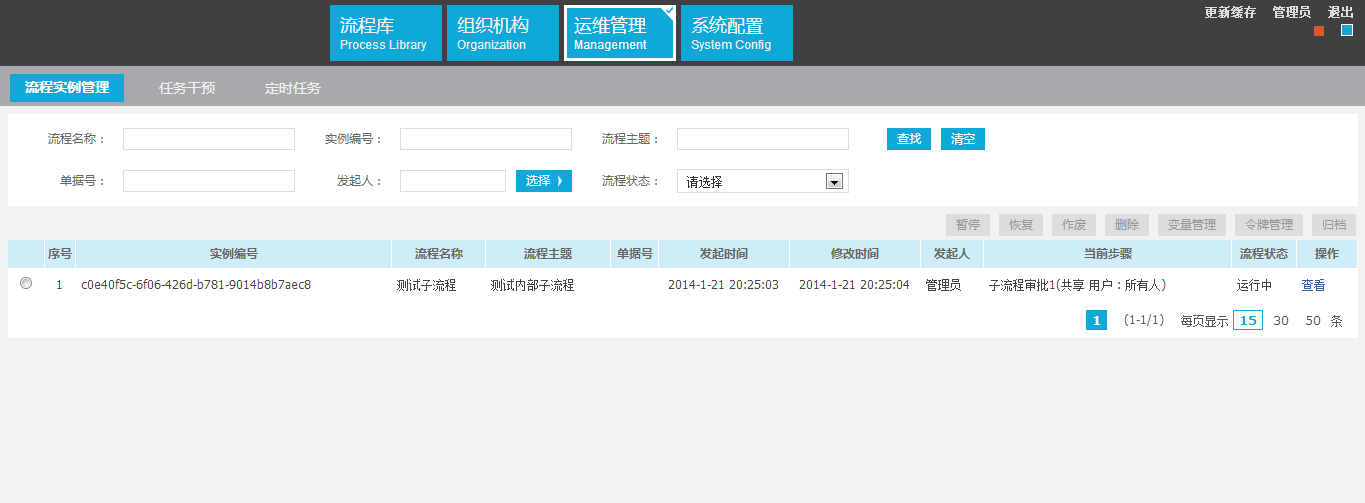 流程库 组织机构 运维管理 系统配置 更新缓存 管理员 退出
Process Library Organization Management System Config
流程实例管理 任务干预 定时任务
流程名称： 实例编号： 流程主题： 查找 清空
单据号： 发起人： 选择 流程状态： 请选择
暂停 恢复 作废 删除 变量管理 令牌管理 归档
序号 实例编号 流程名称 流程主题 单据号 发起时间 修改时间 发起人 当前步骤 流程状态 操作
1 c0e40f5c-6f06-426d-b781-9014b8b7aec8 测试子流程 测试内部子流程 2014-1-21 20:25:03 2014-1-21 20:25:04 管理员 子流程审批1(共享 用户：所有人) 运行中 查看
1 (1-1/1) 每页显示 15 30 50 条